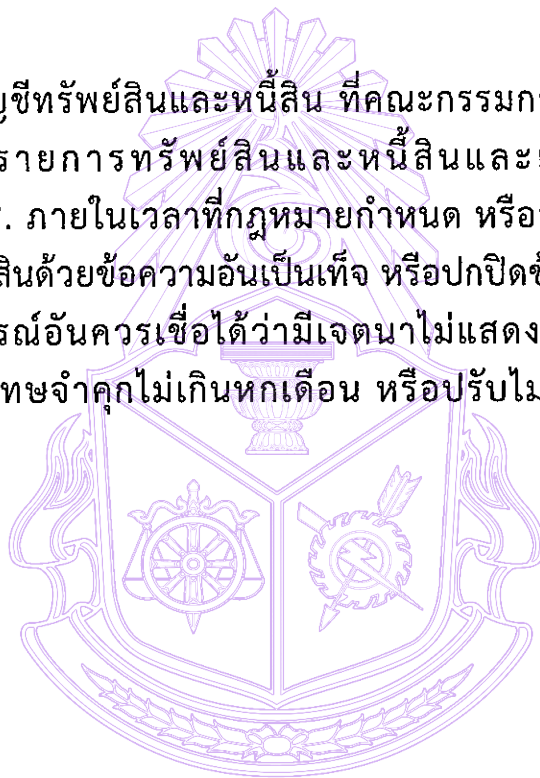 ญชีทรัพย์สินและหนี้สิน ที่คณะกรรมก
รายการทรัพย์สินและหนี้สินและ
. ภายในเวลาที่กฎหมายกำหนด หรือ
สินด้วยข้อความอันเป็นเท็จ หรือปกปิดข้
รณ์อันควรเชื่อได้ว่ามีเจตนาไม่แสดง
ทษจำคุกไม่เกินหกเดือน หรือปรับไม